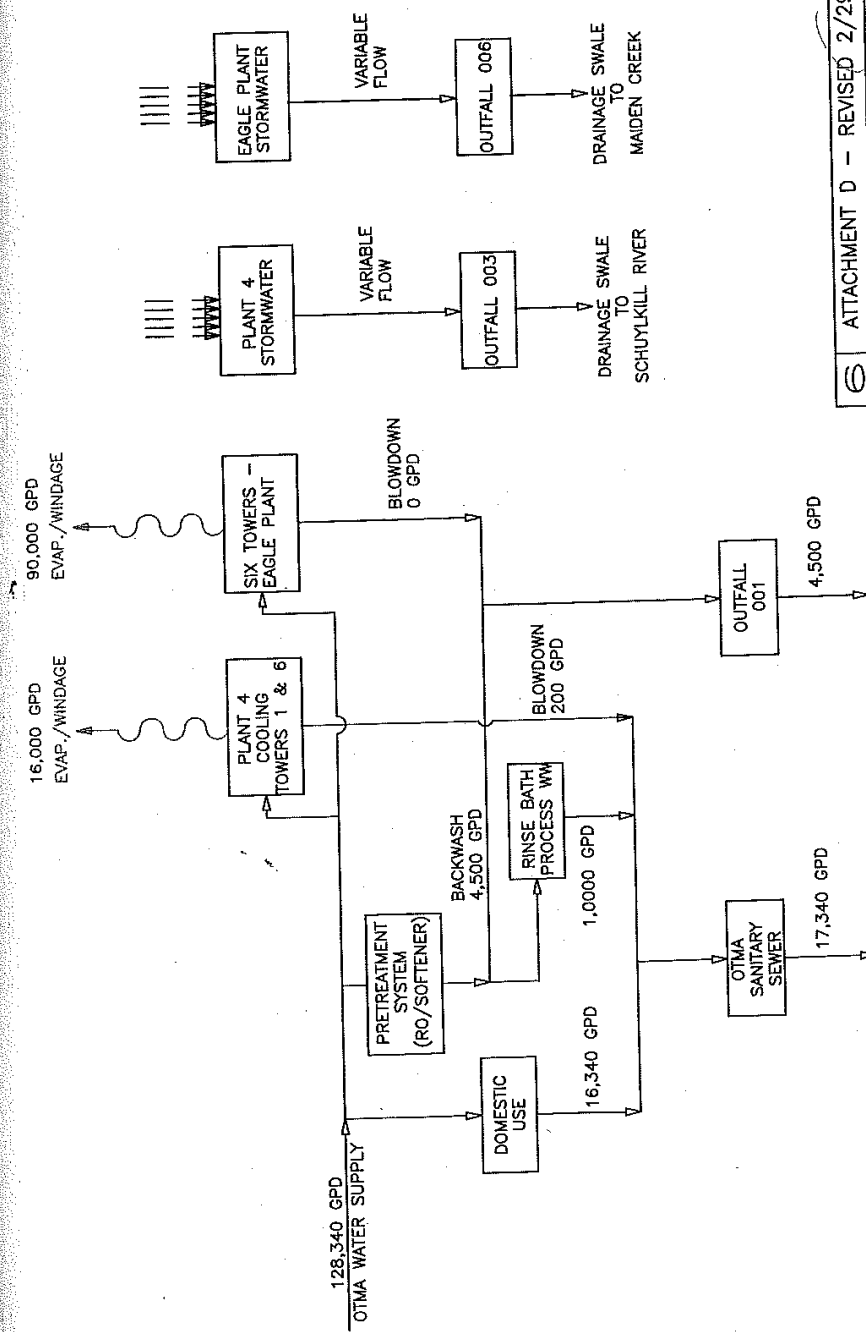 16,000 GPD
EVAP./WINDAGE
90,000 GPD
EVAP./WINDAGE
PLANT 4
COOLING
TOWERS 1 & 6
SIX TOWERS –
EAGLE PLANT
PLANT 4
STORMWATER
EAGLE PLANT
STORMWATER
128,340 GPD
OTMA WATER SUPPLY
PRETREATMENT
SYSTEM
(RO/SOFTENER)
BLOWDOWN
0 GPD
VARIABLE
FLOW
VARIABLE
FLOW
DOMESTIC
USE
BACKWASH
4,500 GPD
RINSE BATH
PROCESS WW
BLOWDOWN
200 GPD
OUTFALL 003
OUTFALL 006
16,340 GPD
1,0000 GPD
OUTFALL
001
DRAINAGE SWALE
TO
SCHUYLKILL RIVER
DRAINAGE SWALE
TO
MAIDEN CREEK
OTMA
SANITARY
SEWER
4,500 GPD
17,340 GPD
6 ATTACHMENT D – REVISED 2/29